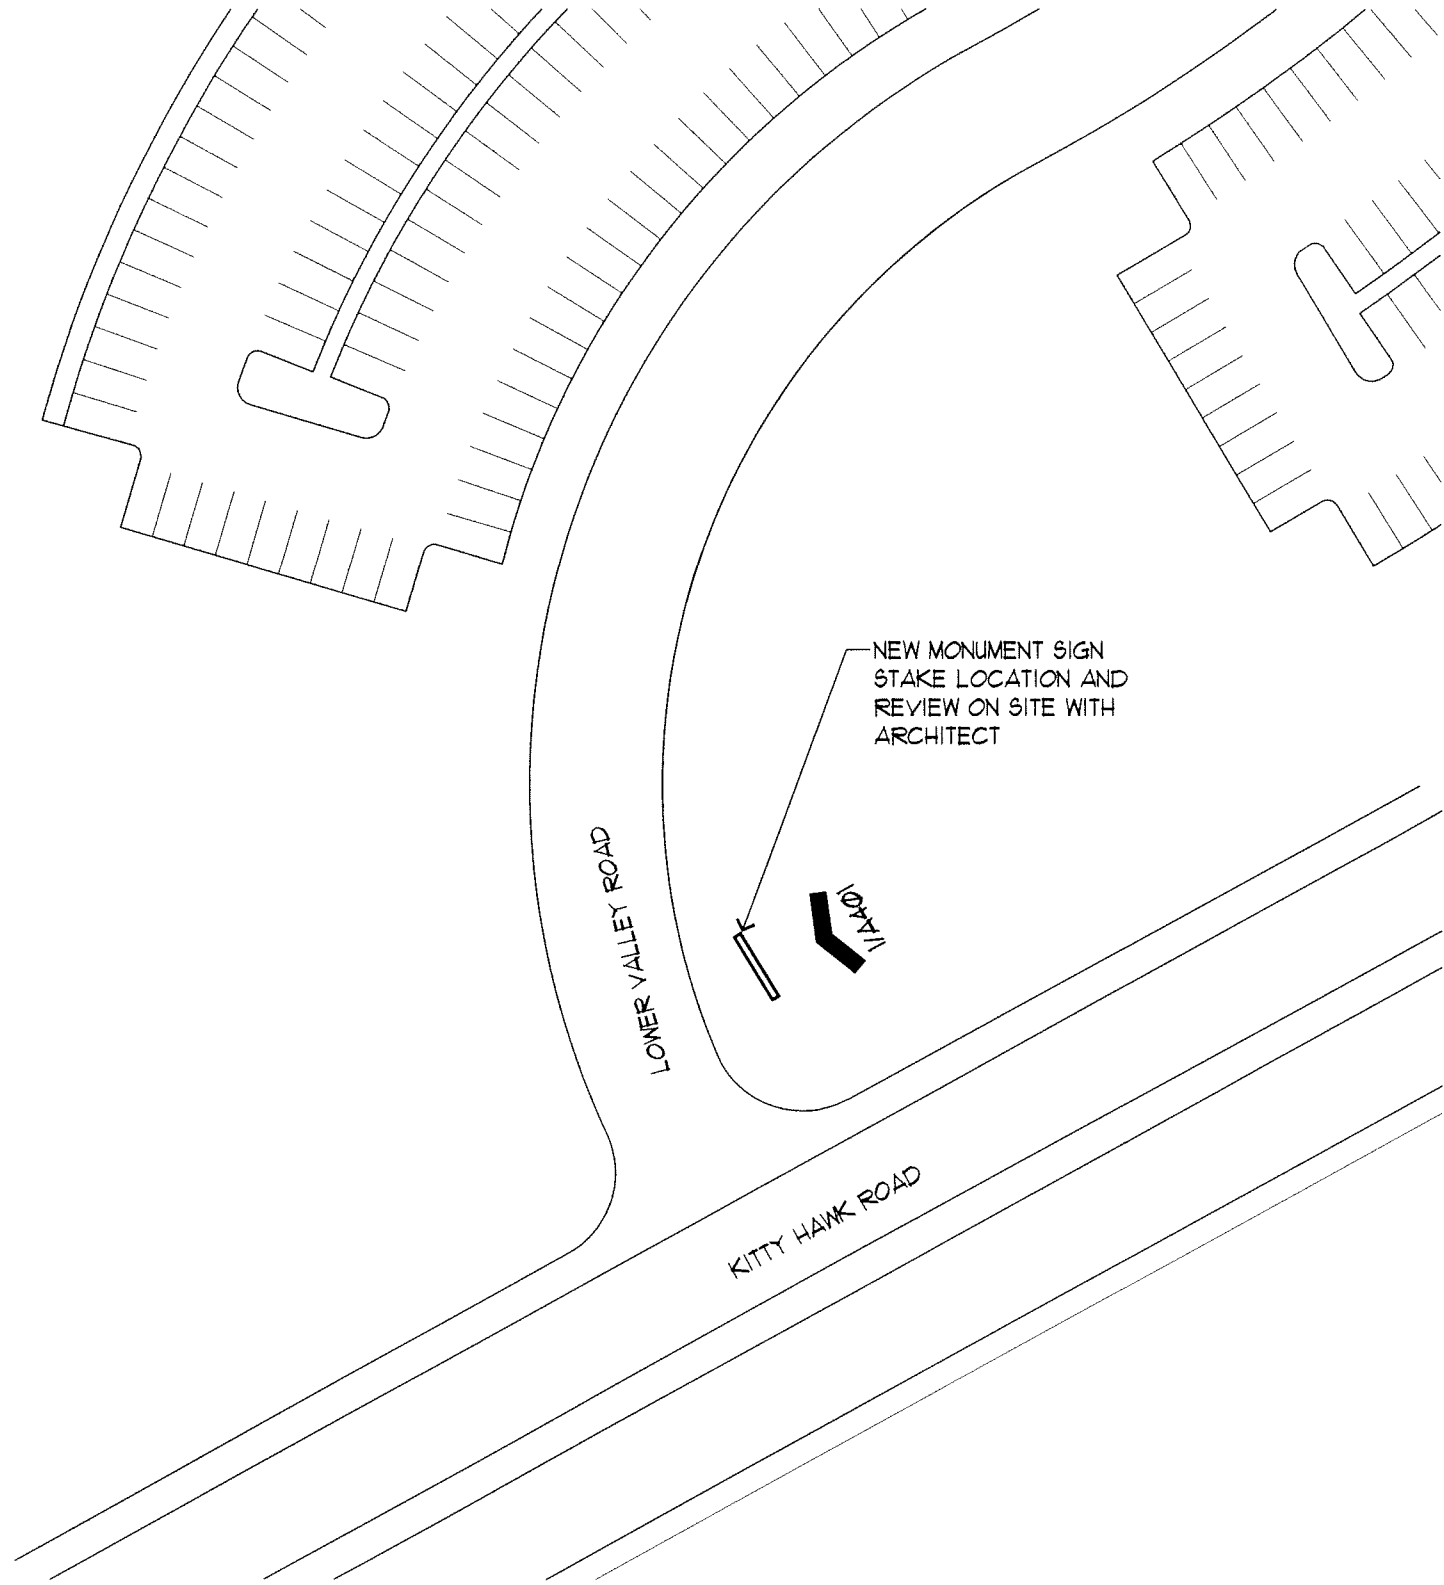 NEW MONUMENT SIGN
STAKE LOCATION AND
REVIEW ON SITE WITH
ARCHITECT
LOWER VALLEY ROAD
1/A401
KITTY HAWK ROAD